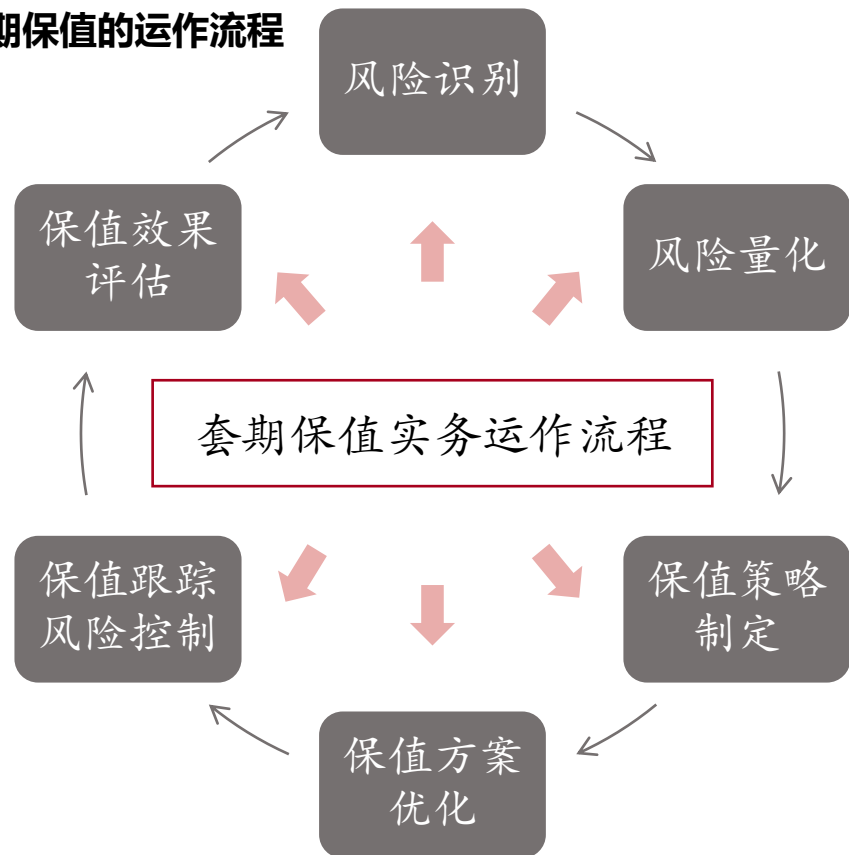 期保值的运作流程
风险识别
风险量化
保值策略
制定
保值方案
优化
保值跟踪
风险控制
保值效果
评估
套期保值实务运作流程